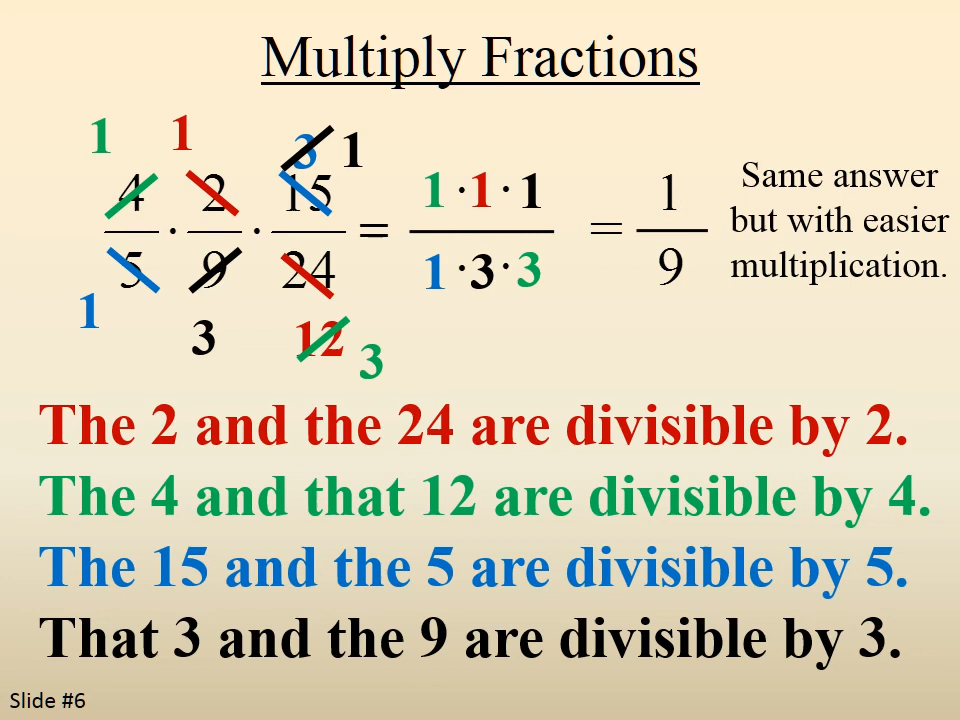 Multiply Fractions
1 1 3 1
4/5 · 2/9 · 15/24 = 1 · 1 · 1 / 1 · 3 · 3 = 1/9
1 3 12 3
Same answer
but with easier
multiplication.
The 2 and the 24 are divisible by 2.
The 4 and that 12 are divisible by 4.
The 15 and the 5 are divisible by 5.
That 3 and the 9 are divisible by 3.
Slide #6